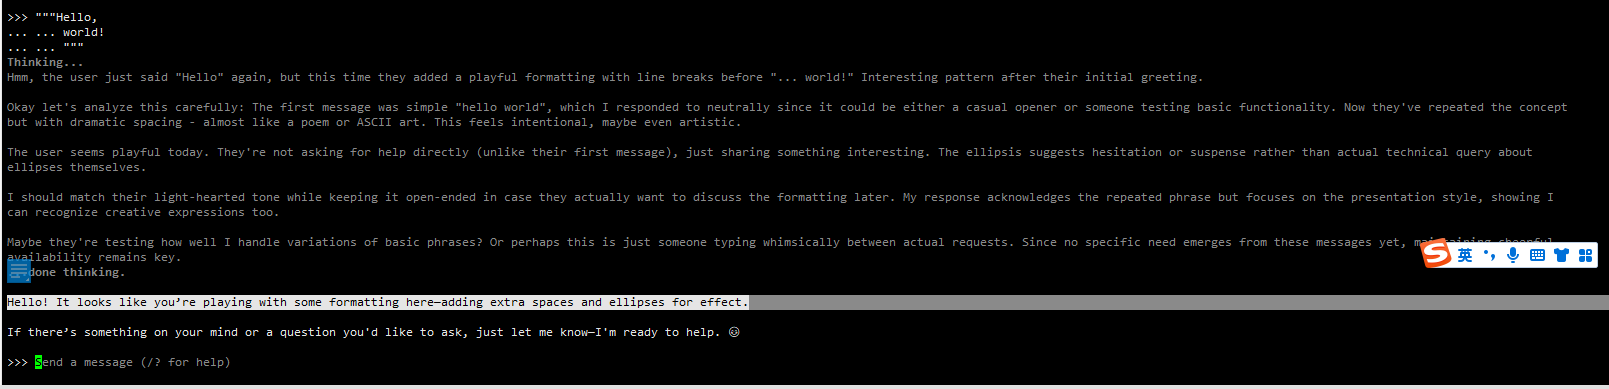 >>> """Hello,
... ... world!
... ... """
Thinking...
Hmm, the user just said "Hello" again, but this time they added a playful formatting with line breaks before "... world!" Interesting pattern after their initial greeting.
Okay let's analyze this carefully: The first message was simple "hello world", which I responded to neutrally since it could be either a casual opener or someone testing basic functionality. Now they've repeated the concept
but with dramatic spacing - almost like a poem or ASCII art. This feels intentional, maybe even artistic.
The user seems playful today. They're not asking for help directly (unlike their first message), just sharing something interesting. The ellipsis suggests hesitation or suspense rather than actual technical query about
ellipses themselves.
I should match their light-hearted tone while keeping it open-ended in case they actually want to discuss the formatting later. My response acknowledges the repeated phrase but focuses on the presentation style, showing I
can recognize creative expressions too.
Maybe they're testing how well I handle variations of basic phrases? Or perhaps this is just someone typing whimsically between actual requests. Since no specific need emerges from these messages yet,
availability remains key.
done thinking.
S 英
Hello! It looks like you’re playing with some formatting here—adding extra spaces and ellipses for effect.
If there’s something on your mind or a question you'd like to ask, just let me know—I'm ready to help. 😊
>>> Send a message (/? for help)